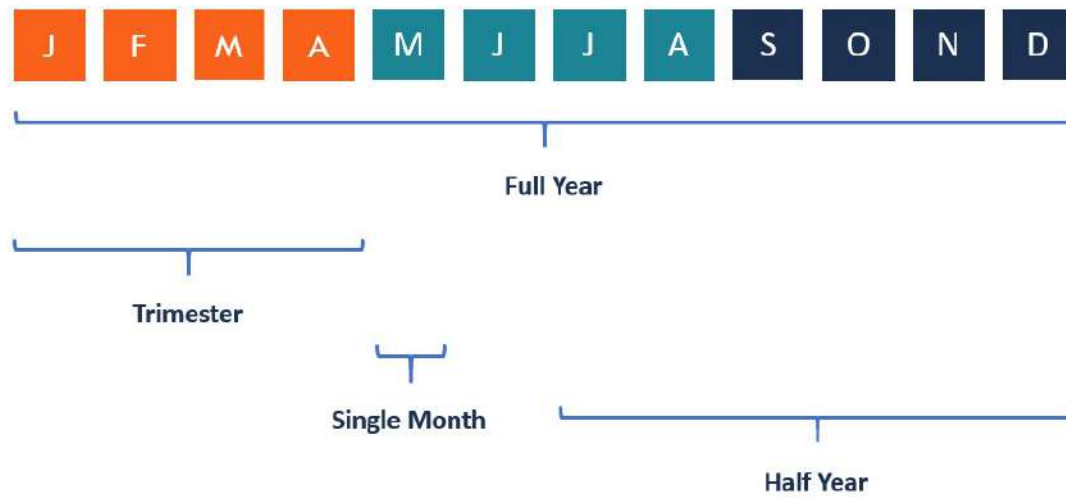 J F M A M J J A S O N D
Full Year
Trimester
Single Month
Half Year